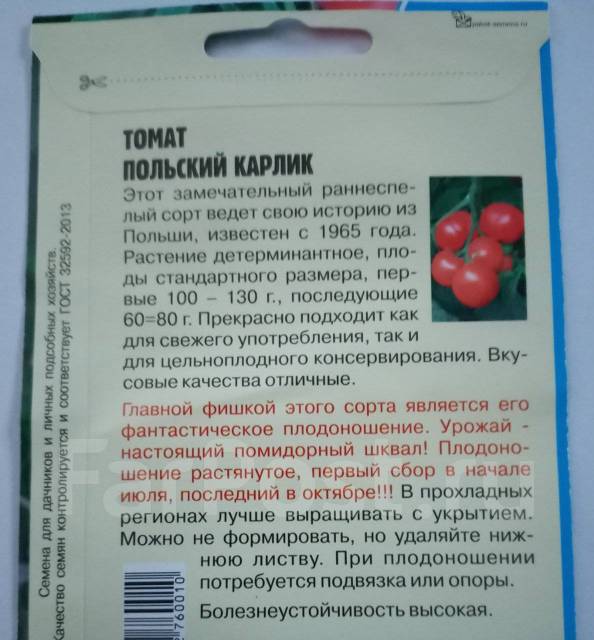 ТОМАТ
ПОЛЬСКИЙ КАРЛИК
Этот замечательный раннеспе-
лый сорт ведет свою историю из
Польши, известен с 1965 года.
Растение детерминантное, пло-
ды стандартного размера, пер-
вые 100 – 130 г., последующие
60=80 г. Прекрасно подходит как
для свежего употребления, так и
для цельноплодного консервирования. Вку-
совые качества отличные.
Главной фишкой этого сорта является его
фантастическое плодоношение. Урожай -
настоящий помидорный шквал! Плодоно-
шение растянутое, первый сбор в начале
июля, последний в октябре!!! В прохладных
регионах лучше выращивать с укрытием.
Можно не формировать, но удаляйте ниж-
нюю листву. При плодоношении
потребуется подвязка или опоры.
Болезнеустойчивость высокая.
Семена для дачников и личных подсобных хозяйств.
Качество семян контролируется и соответствует ГОСТ 32592-2013
760010
FarPost.ru